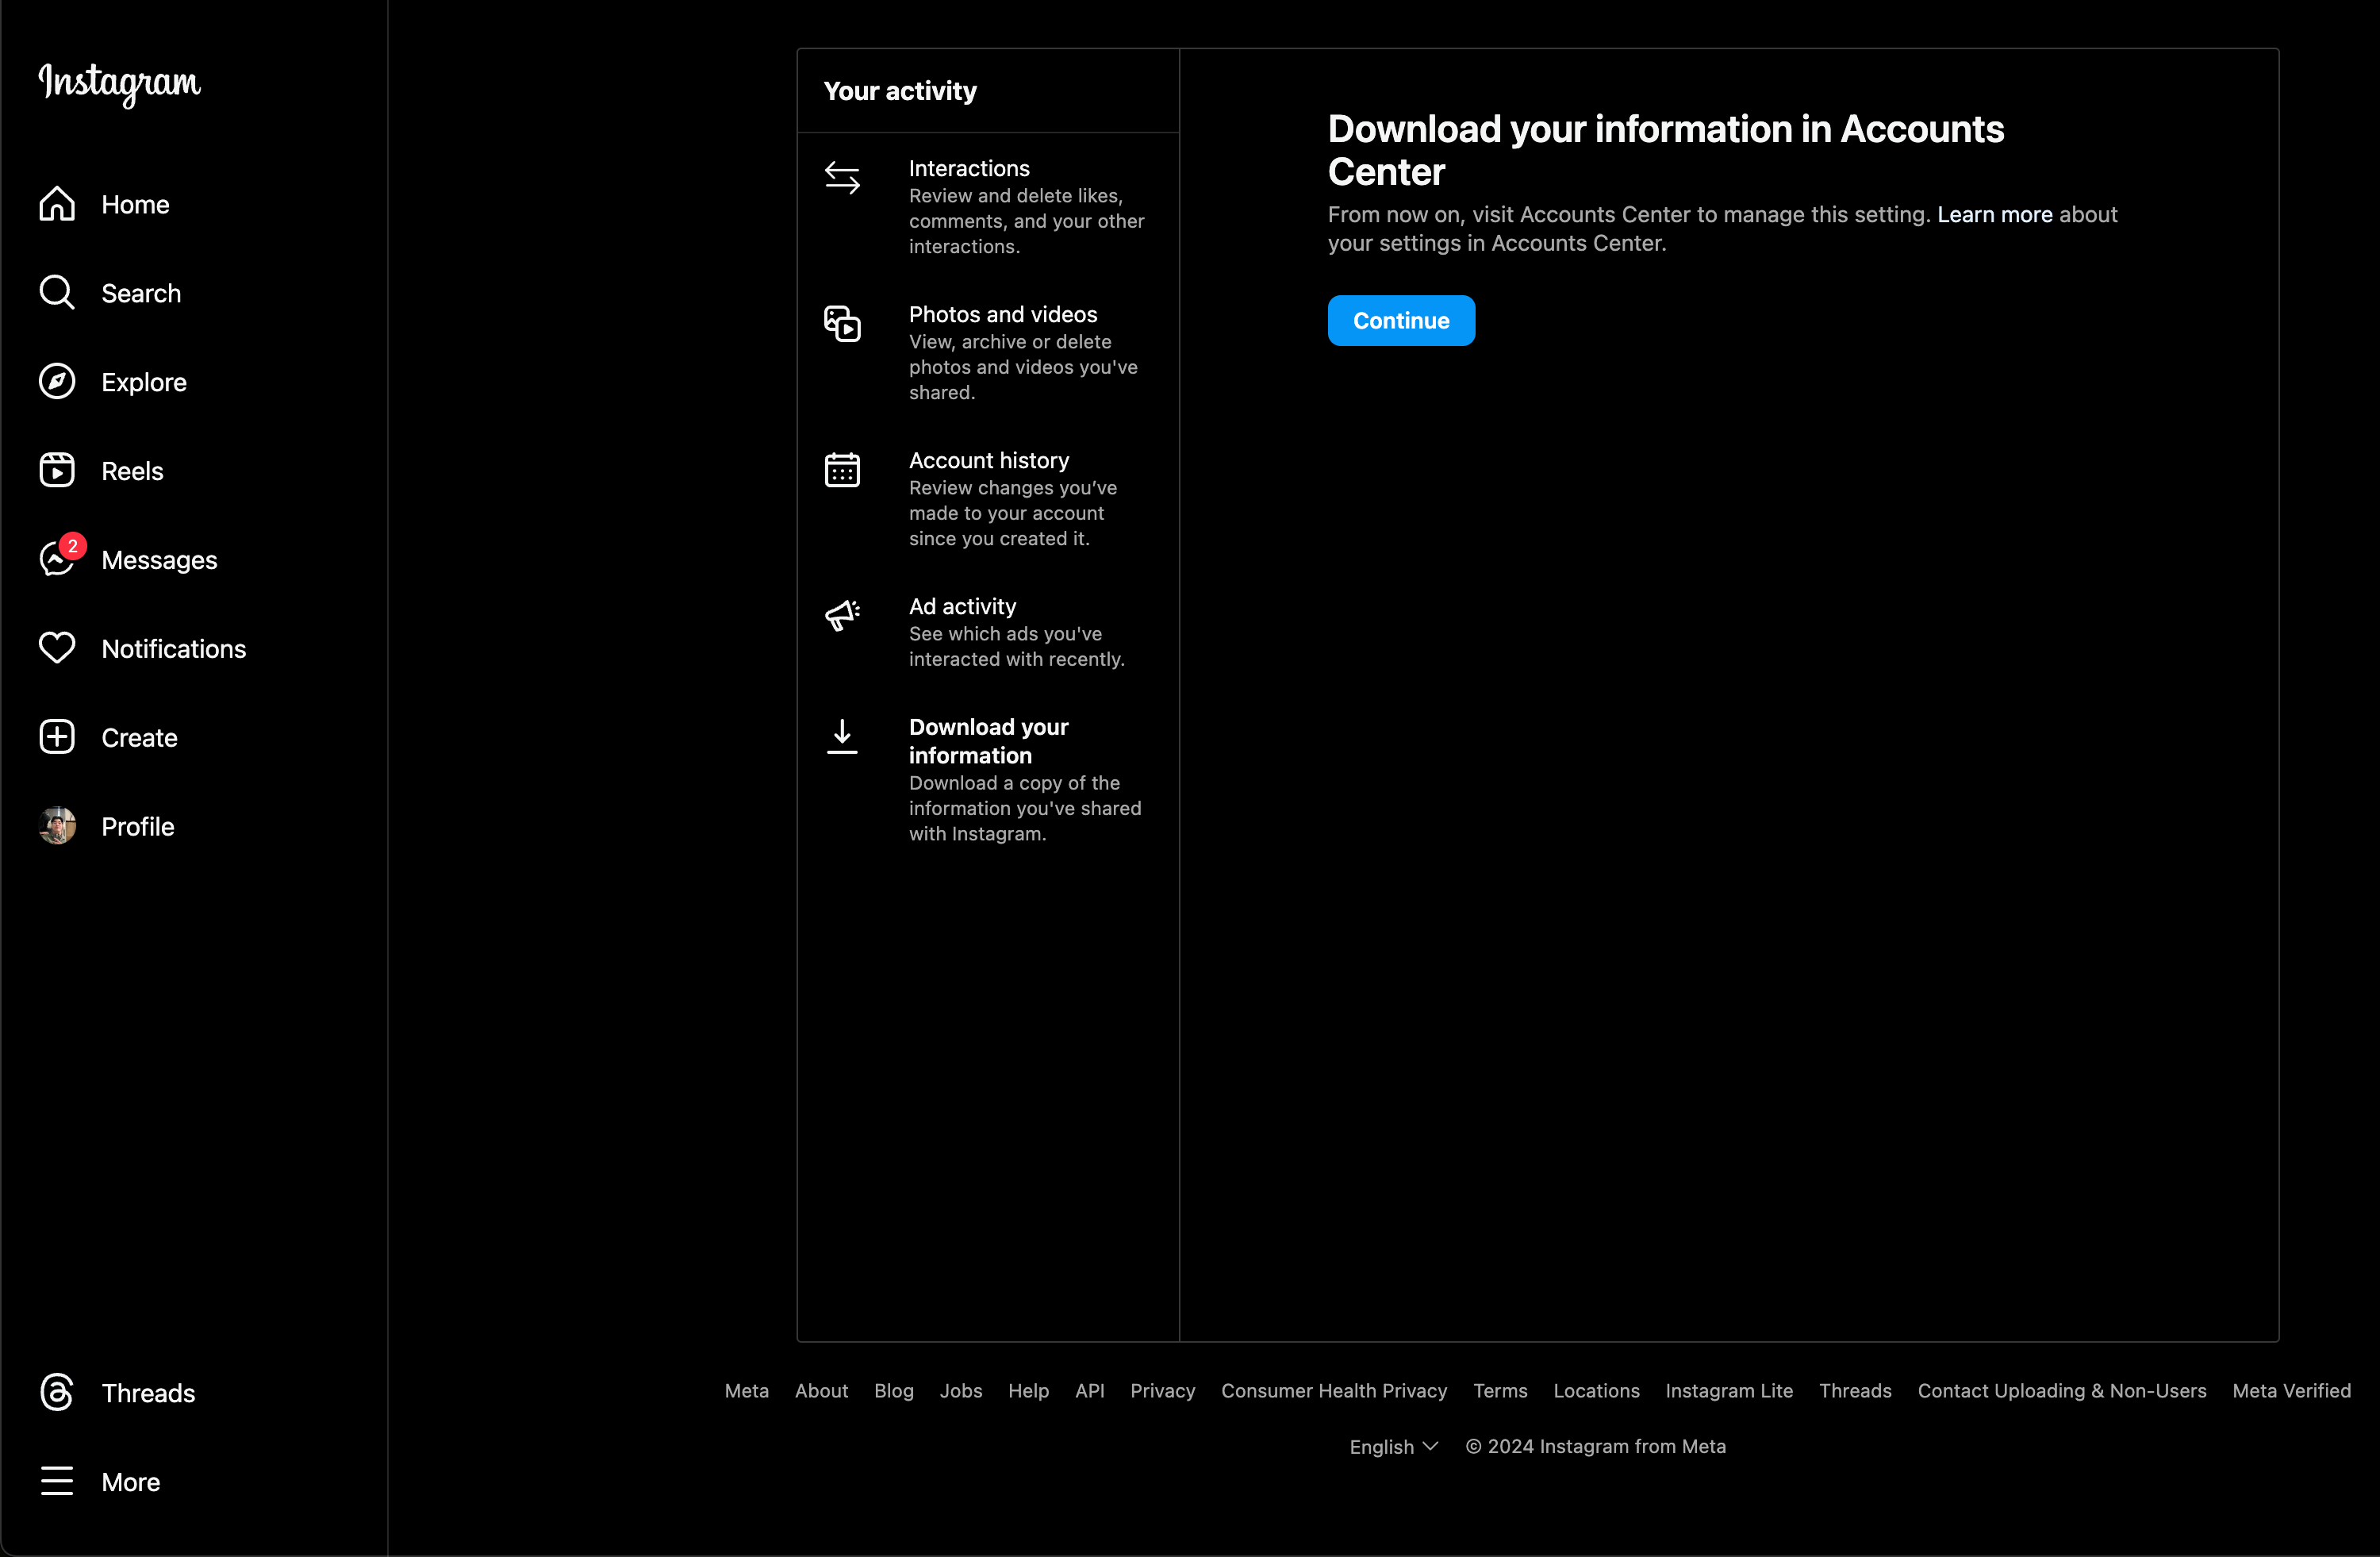 Instagram
Home
Search
Explore
Reels
2
Messages
Notifications
Create
Profile
Threads
More
Your activity
Interactions
Review and delete likes,
comments, and your other
interactions.
Photos and videos
View, archive or delete
photos and videos you've
shared.
Account history
Review changes you’ve
made to your account
since you created it.
Ad activity
See which ads you've
interacted with recently.
Download your
information
Download a copy of the
information you've shared
with Instagram.
Download your information in Accounts
Center
From now on, visit Accounts Center to manage this setting. Learn more about
your settings in Accounts Center.
Continue
Meta About Blog Jobs Help API Privacy Consumer Health Privacy Terms Locations Instagram Lite Threads Contact Uploading & Non-Users Meta Verified
English © 2024 Instagram from Meta